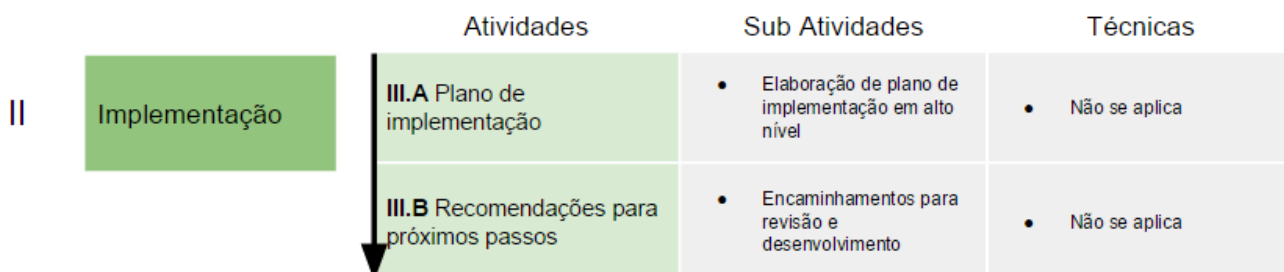 Atividades Sub Atividades Técnicas
II Implementação
III.A Plano de
implementação
● Elaboração de plano de
implementação em alto
nível
● Não se aplica
III.B Recomendações para
próximos passos
● Encaminhamentos para
revisão e
desenvolvimento
● Não se aplica